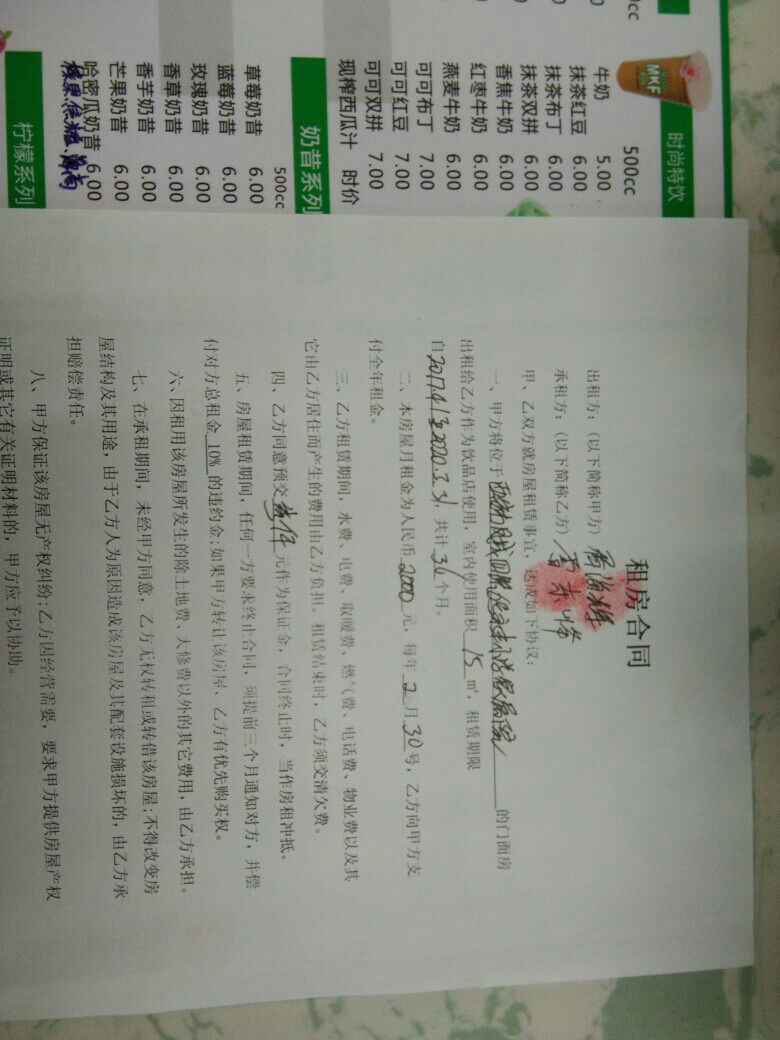 时尚特饮
MKF
500cc
牛奶 5.00
抹茶红豆 6.00
抹茶布丁 6.00
抹茶双拼 6.00
香焦牛奶 6.00
红枣牛奶 6.00
燕麦牛奶 6.00
可可布丁 7.00
可可红豆 7.00
可可双拼 7.00
现榨西瓜汁 时价
奶昔系列
500cc
草莓奶昔 6.00
蓝莓奶昔 6.00
玫瑰奶昔 6.00
香草奶昔 6.00
香芋奶昔 6.00
芒果奶昔 6.00
哈密瓜奶昔 6.00
柠檬系列
租房合同
出租方:(以下简称甲方)
承租方:(以下简称乙方)
甲、乙双方就房屋租赁事宜,达成如下协议:
一、甲方将位于 的门面房
出租给乙方作为饮品店使用,室内使用面积 15 m²,租赁期限
自 2017.4.1 至 2020.3.31,共计 36 个月。
二、本房屋月租金为人民币 2000 元,每年 2 月 30 号,乙方向甲方支
付全年租金。
三、乙方租赁期间,水费、电费、取暖费、燃气费、电话费、物业费以及其
它由乙方居住而产生的费用由乙方负担。租赁结束时,乙方须交清欠费。
四、乙方同意预交 元作为保证金,合同终止时,当作房租冲抵。
五、房屋租赁期间,任何一方要求终止合同,须提前三个月通知对方,并偿
付对方总租金 10% 的违约金;如果甲方转让该房屋,乙方有优先购买权。
六、因租用该房屋所发生的除土地费、大修费以外的其它费用,由乙方承担。
七、在承租期间,未经甲方同意,乙方无权转租或转借该房屋;不得改变房
屋结构及其用途,由于乙方人为原因造成该房屋及其配套设施损坏的,由乙方承
担赔偿责任。
八、甲方保证该房屋无产权纠纷;乙方因经营需要,要求甲方提供房屋产权
证明或其它有关证明材料的,甲方应予以协助。